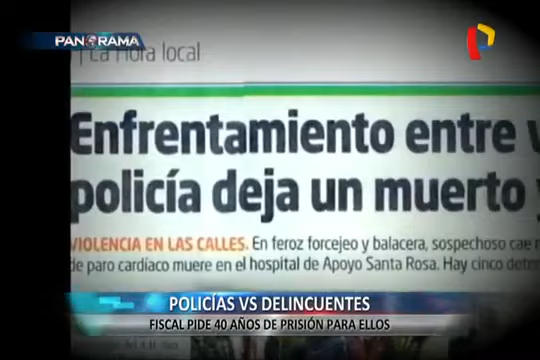 PANORAMA
La Hora local
Enfrentamiento entre
policía deja un muerto
VIOLENCIA EN LAS CALLES. En feroz forcejeo y balacera, sospechoso cae
de paro cardíaco muere en el hospital de Apoyo Santa Rosa. Hay cinco
POLICÍAS VS DELINCUENTES
FISCAL PIDE 40 AÑOS DE PRISIÓN PARA ELLOS